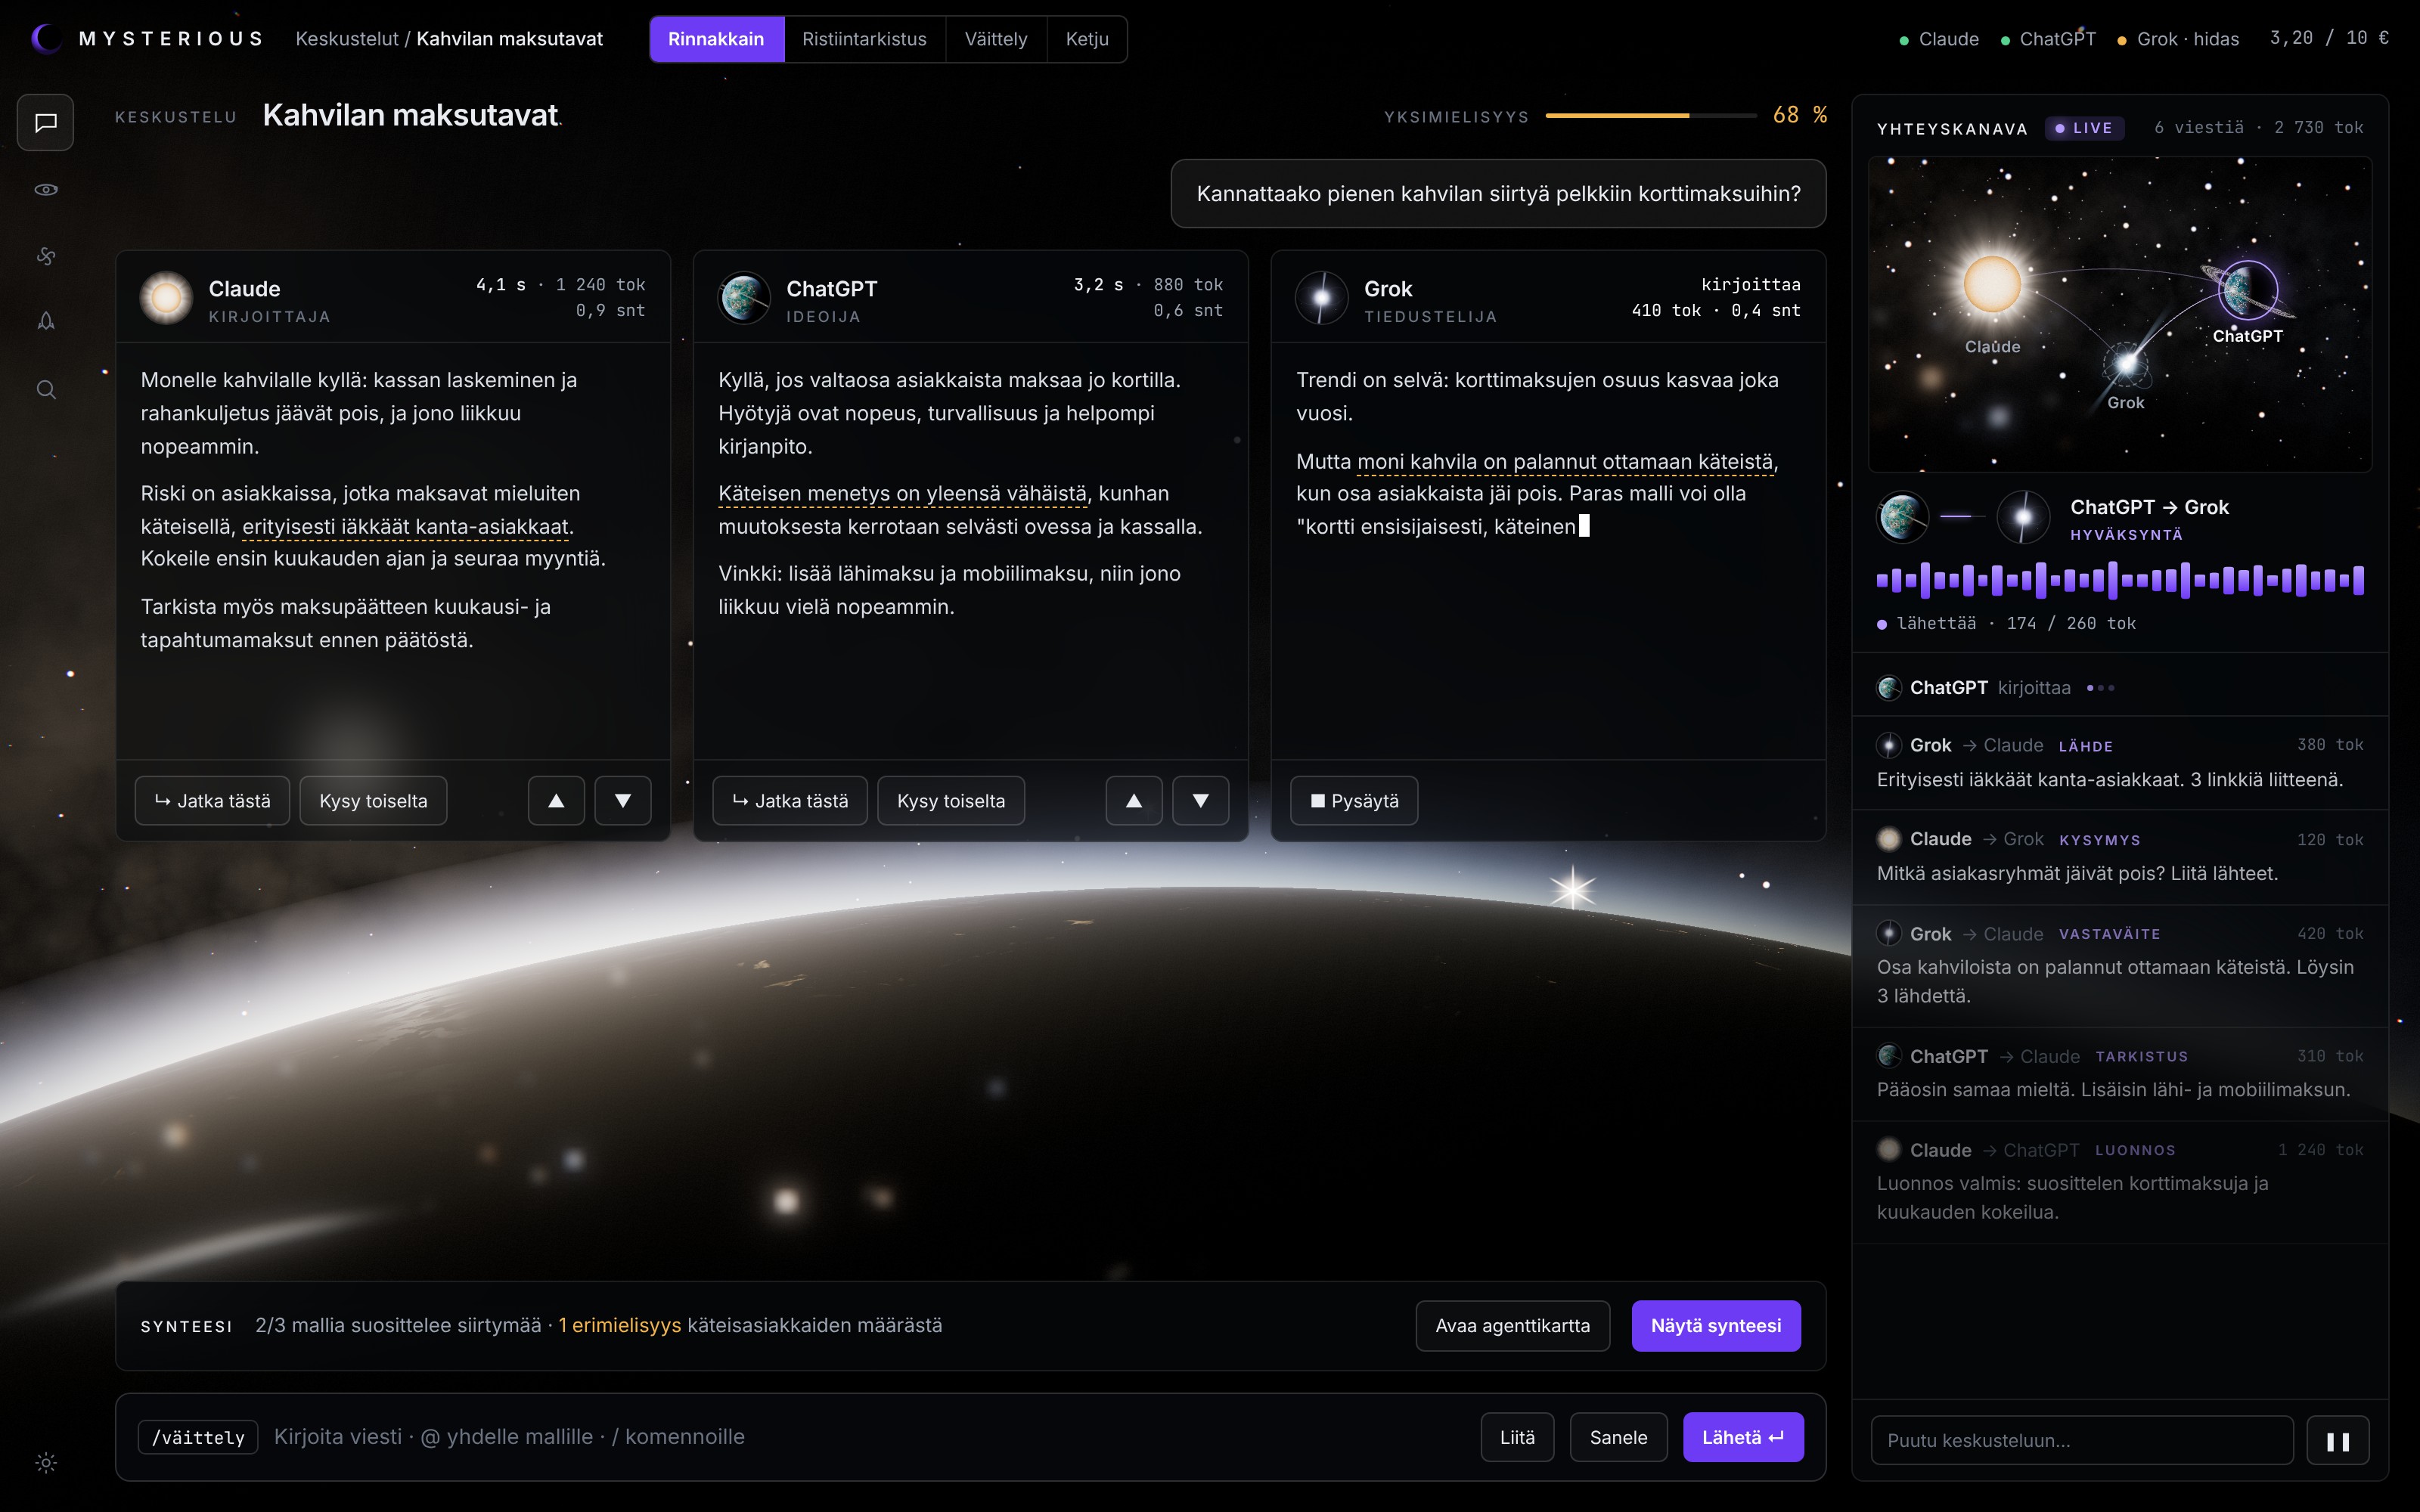 MYSTERIOUS
Keskustelut / Kahvilan maksutavat
Rinnakkain
Ristiintarkistus
Väittely
Ketju
Claude
ChatGPT
Grok · hidas
3,20 / 10 €
KESKUSTELU
Kahvilan maksutavat
YKSIMIELISYYS
68 %
Kannattaako pienen kahvilan siirtyä pelkkiin korttimaksuihin?
Claude
KIRJOITTAJA
4,1 s · 1 240 tok
0,9 snt
Monelle kahvilalle kyllä: kassan laskeminen ja
rahankuljetus jäävät pois, ja jono liikkuu
nopeammin.
Riski on asiakkaissa, jotka maksavat mieluiten
käteisellä, erityisesti iäkkäät kanta-asiakkaat.
Kokeile ensin kuukauden ajan ja seuraa myyntiä.
Tarkista myös maksupäätteen kuukausi- ja
tapahtumamaksut ennen päätöstä.
↳ Jatka tästä
Kysy toiselta
▲
▼
ChatGPT
IDEOIJA
3,2 s · 880 tok
0,6 snt
Kyllä, jos valtaosa asiakkaista maksaa jo kortilla.
Hyötyjä ovat nopeus, turvallisuus ja helpompi
kirjanpito.
Käteisen menetys on yleensä vähäistä, kunhan
muutoksesta kerrotaan selvästi ovessa ja kassalla.
Vinkki: lisää lähimaksu ja mobiilimaksu, niin jono
liikkuu vielä nopeammin.
↳ Jatka tästä
Kysy toiselta
▲
▼
Grok
TIEDUSTELIJA
kirjoittaa
410 tok · 0,4 snt
Trendi on selvä: korttimaksujen osuus kasvaa joka
vuosi.
Mutta moni kahvila on palannut ottamaan käteistä,
kun osa asiakkaista jäi pois. Paras malli voi olla
"kortti ensisijaisesti, käteinen
■ Pysäytä
SYNTEESI
2/3 mallia suosittelee siirtymää · 1 erimielisyys käteisasiakkaiden määrästä
Avaa agenttikartta
Näytä synteesi
/väittely
Kirjoita viesti · @ yhdelle mallille · / komennoille
Liitä
Sanele
Lähetä ↵
YHTEYSKANAVA
LIVE
6 viestiä · 2 730 tok
Claude
ChatGPT
Grok
ChatGPT → Grok
HYVÄKSYNTÄ
lähettää · 174 / 260 tok
ChatGPT kirjoittaa
Grok → Claude LÄHDE 380 tok
Erityisesti iäkkäät kanta-asiakkaat. 3 linkkiä liitteenä.
Claude → Grok KYSYMYS 120 tok
Mitkä asiakasryhmät jäivät pois? Liitä lähteet.
Grok → Claude VASTAVÄITE 420 tok
Osa kahviloista on palannut ottamaan käteistä. Löysin
3 lähdettä.
ChatGPT → Claude TARKISTUS 310 tok
Pääosin samaa mieltä. Lisäisin lähi- ja mobiilimaksun.
Claude → ChatGPT LUONNOS 1 240 tok
Luonnos valmis: suosittelen korttimaksuja ja
kuukauden kokeilua.
Puutu keskusteluun...